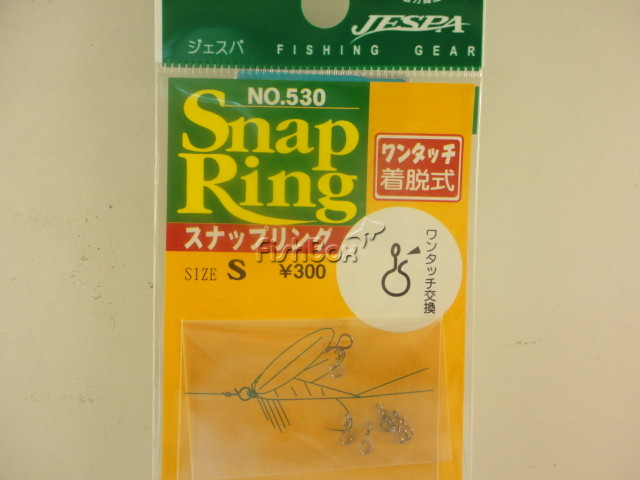 JESPA
ジェスパ FISHING GEAR
NO.530
Snap
Ring
スナップリング
ワンタッチ
着脱式
FishBox
SIZE S ¥300
ワンタッチ交換